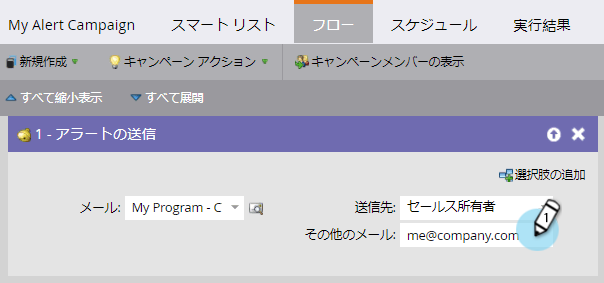 My Alert Campaign スマート リスト フロー スケジュール 実行結果
新規作成 キャンペーン アクション キャンペーンメンバーの表示
すべて縮小表示 すべて展開
1 - アラートの送信
選択肢の追加
メール: My Program - C 送信先: セールス所有者
その他のメール: me@company.com
1